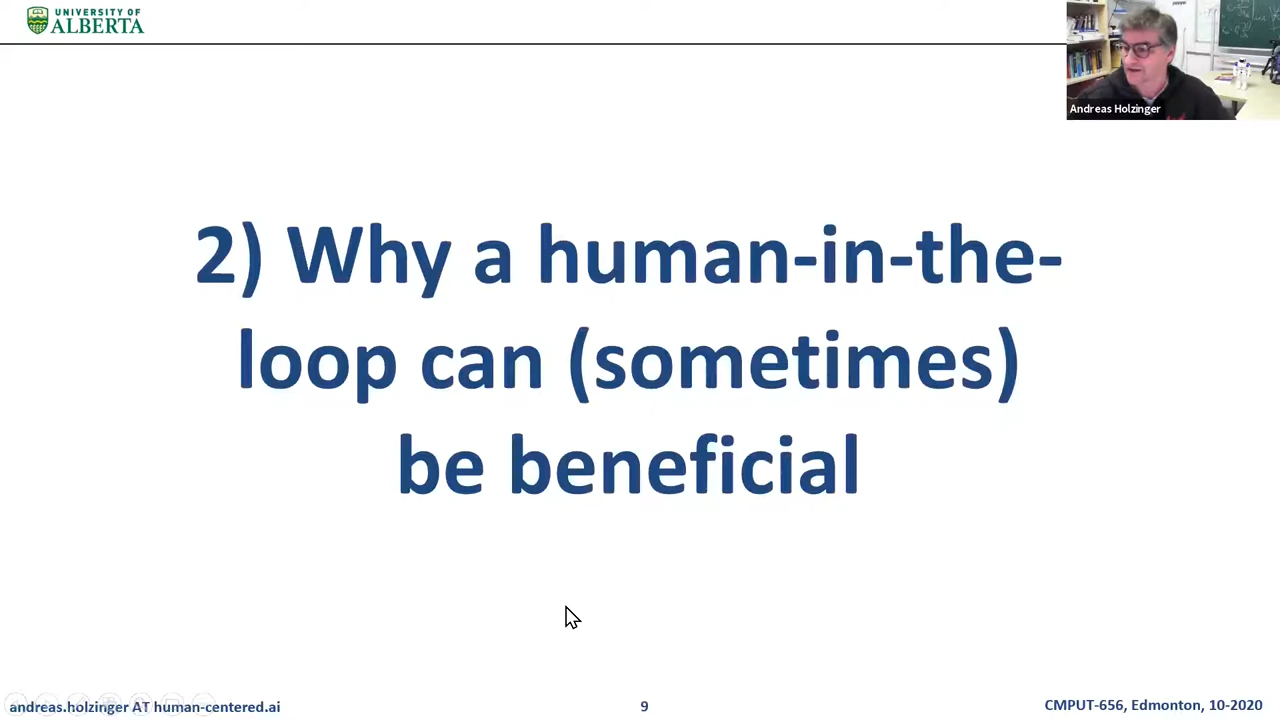 UNIVERSITY OF
ALBERTA
Andreas Holzinger
2) Why a human-in-the-
loop can (sometimes)
be beneficial
andreas.holzinger AT human-centered.ai
9
CMPUT-656, Edmonton, 10-2020